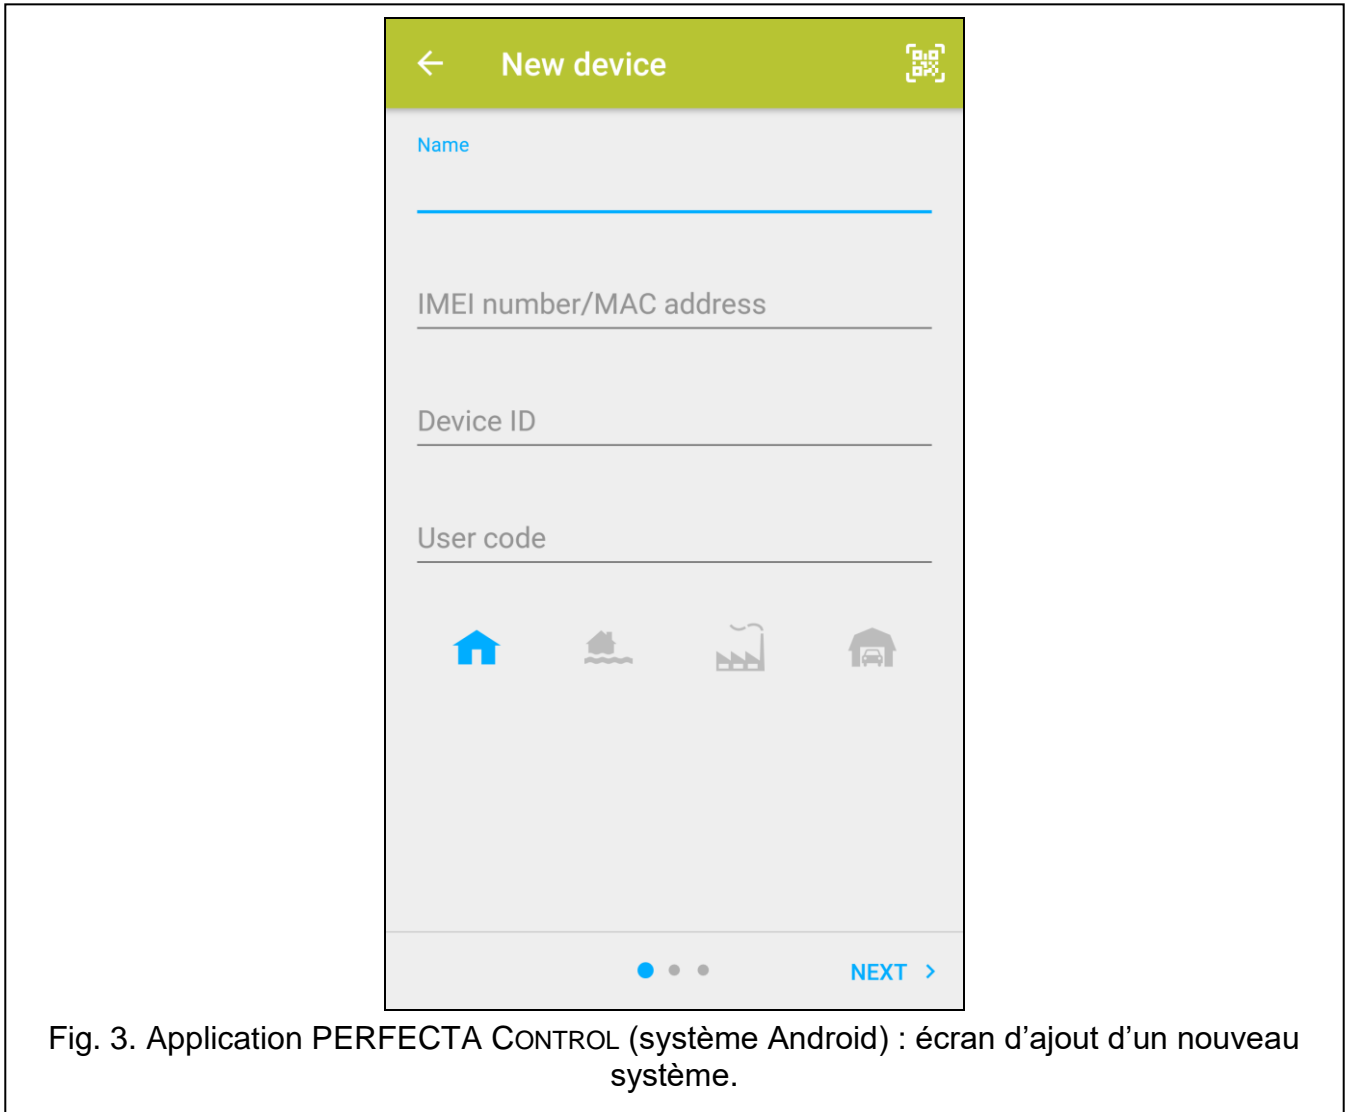 New device
Name
IMEI number/MAC address
Device ID
User code
NEXT
Fig. 3. Application PERFECTA CONTROL (système Android) : écran d’ajout d’un nouveau
système.